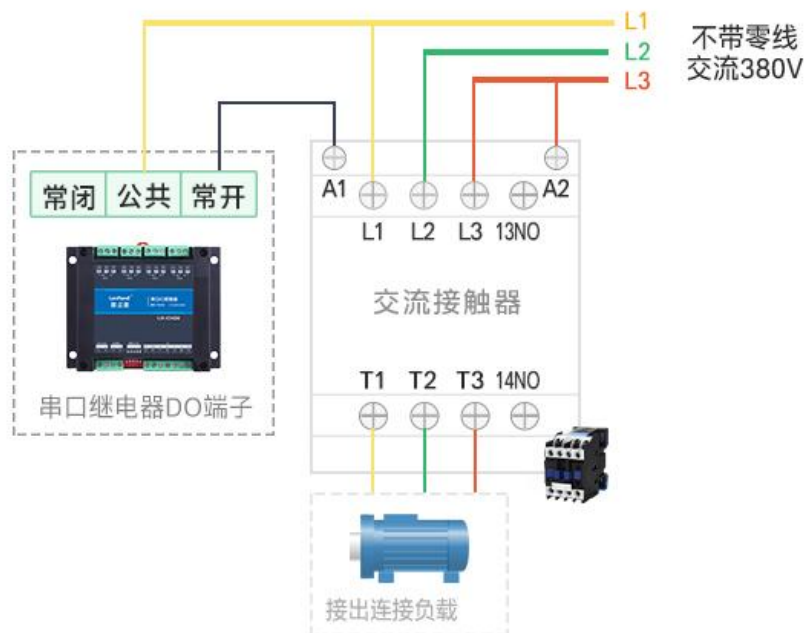 L1
L2
L3
不带零线
交流380V
常闭 公共 常开
A1
A2
L1 L2 L3 13NO
交流接触器
T1 T2 T3 14NO
串口继电器DO端子
接出连接负载